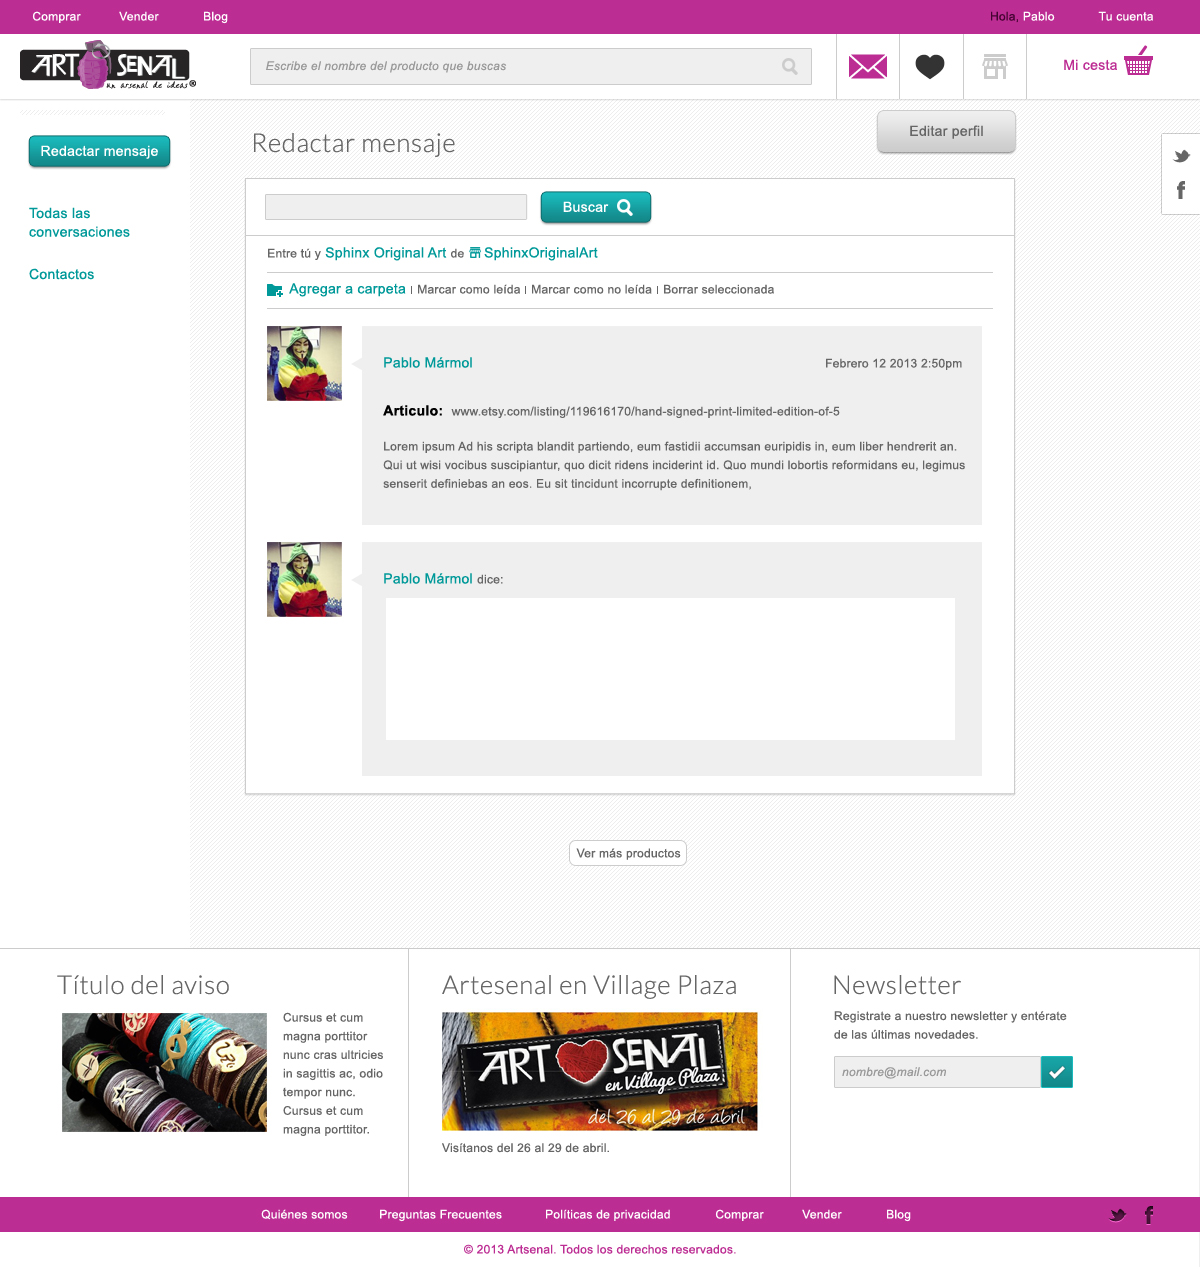 Comprar
Vender
Blog
Hola, Pablo
Tu cuenta
ARTSENAL®
un arsenal de ideas
Escribe el nombre del producto que buscas
Mi cesta
Redactar mensaje
Todas las
conversaciones
Contactos
Redactar mensaje
Editar perfil
Buscar
Entre tú y Sphinx Original Art de SphinxOriginalArt
Agregar a carpeta | Marcar como leída | Marcar como no leída | Borrar seleccionada
Pablo Mármol
Febrero 12 2013 2:50pm
Articulo: www.etsy.com/listing/119616170/hand-signed-print-limited-edition-of-5
Lorem ipsum Ad his scripta blandit partiendo, eum fastidii accumsan euripidis in, eum liber hendrerit an.
Qui ut wisi vocibus suscipiantur, quo dicit ridens inciderint id. Quo mundi lobortis reformidans eu, legimus
senserit definiebas an eos. Eu sit tincidunt incorrupte definitionem,
Pablo Mármol dice:
Ver más productos
Título del aviso
Cursus et cum
magna porttitor
nunc cras ultricies
in sagittis ac, odio
tempor nunc.
Cursus et cum
magna porttitor.
Artesenal en Village Plaza
ART SENAL
en Village Plaza
del 26 al 29 de abril
Visítanos del 26 al 29 de abril.
Newsletter
Registrate a nuestro newsletter y entérate
de las últimas novedades.
nombre@mail.com
Quiénes somos
Preguntas Frecuentes
Políticas de privacidad
Comprar
Vender
Blog
© 2013 Artsenal. Todos los derechos reservados.